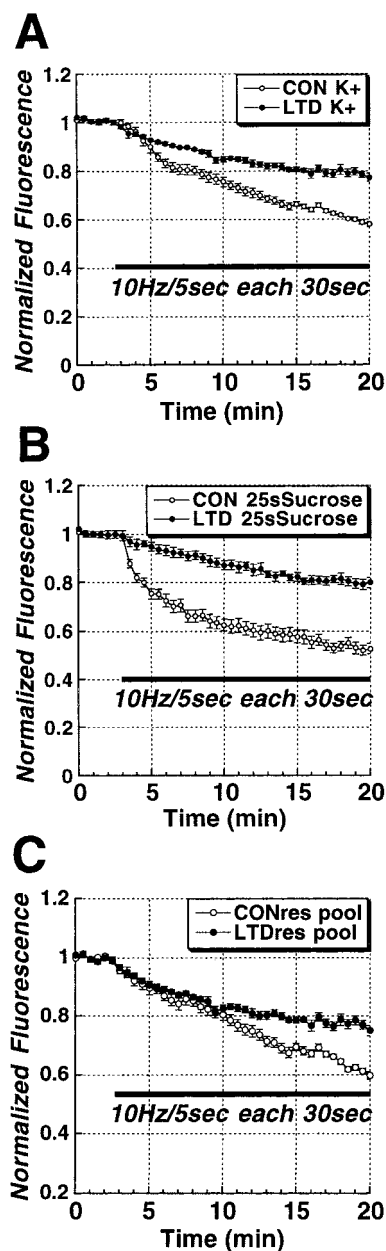 A
Normalized Fluorescence
1.2
1
0.8
0.6
0.4
0.2
0
CON K+
LTD K+
10Hz/5sec each 30sec
0 5 10 15 20
Time (min)
B
Normalized Fluorescence
1.2
1
0.8
0.6
0.4
0.2
0
CON 25sSucrose
LTD 25sSucrose
10Hz/5sec each 30sec
0 5 10 15 20
Time (min)
C
Normalized Fluorescence
1.2
1
0.8
0.6
0.4
0.2
CONres pool
LTDres pool
10Hz/5sec each 30sec
0 5 10 15 20
Time (min)